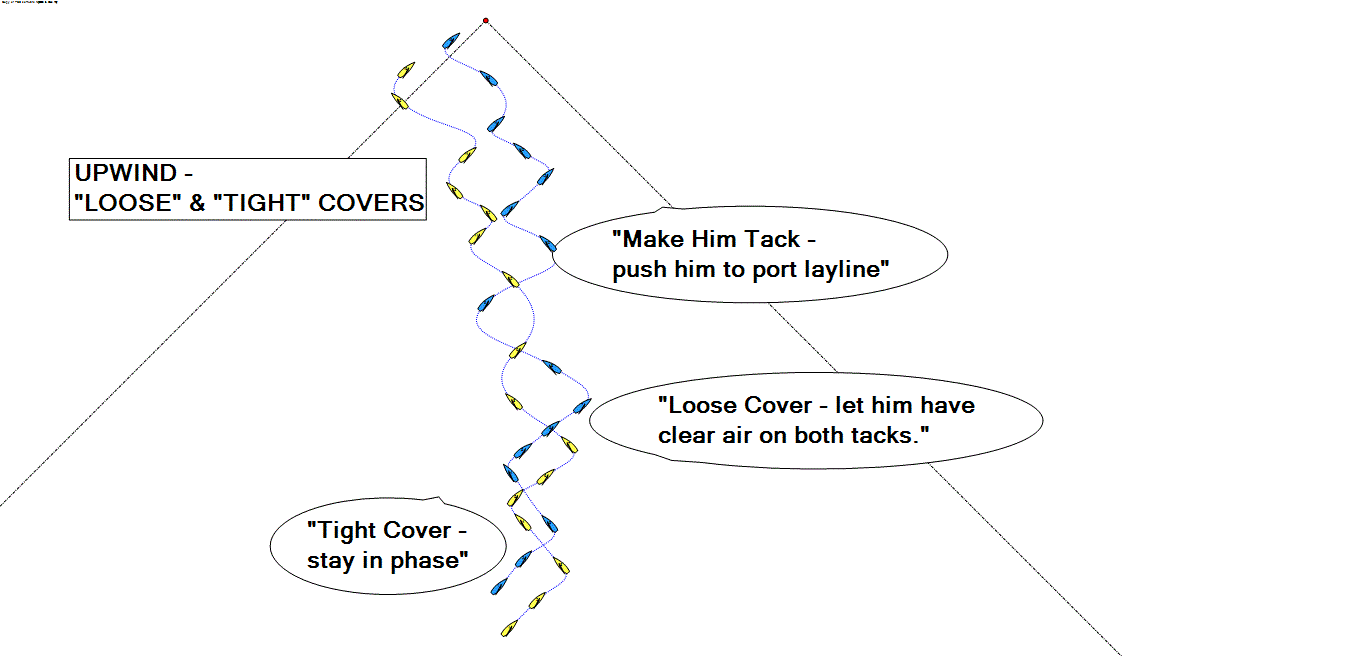 UPWIND -
"LOOSE" & "TIGHT" COVERS
"Make Him Tack -
push him to port layline"
"Loose Cover - let him have
clear air on both tacks."
"Tight Cover -
stay in phase"